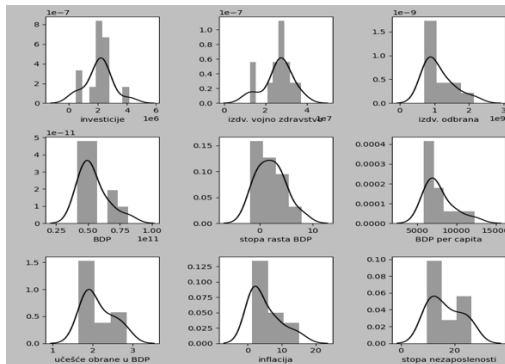 1e−7
1e−7
1e−9
8
6
4
2
0
0 5
1e6
investicije
1.0
0.8
0.6
0.4
0.2
0.0
0 2 4
1e7
izdv. vojno zdravstvo
1.5
1.0
0.5
0.0
0 1 2 3
1e9
izdv. odbrana
1e−11
5
4
3
2
1
0
0.25 0.50 0.75 1.00
1e11
BDP
0.15
0.10
0.05
0.00
0 10
stopa rasta BDP
0.0004
0.0003
0.0002
0.0001
0.0000
5000 10000 15000
BDP per capita
1.5
1.0
0.5
0.0
1 2 3
učešće obrane u BDP
0.125
0.100
0.075
0.050
0.025
0.000
0 10 20
inflacija
0.10
0.08
0.06
0.04
0.02
0.00
0 20
stopa nezaposlenosti